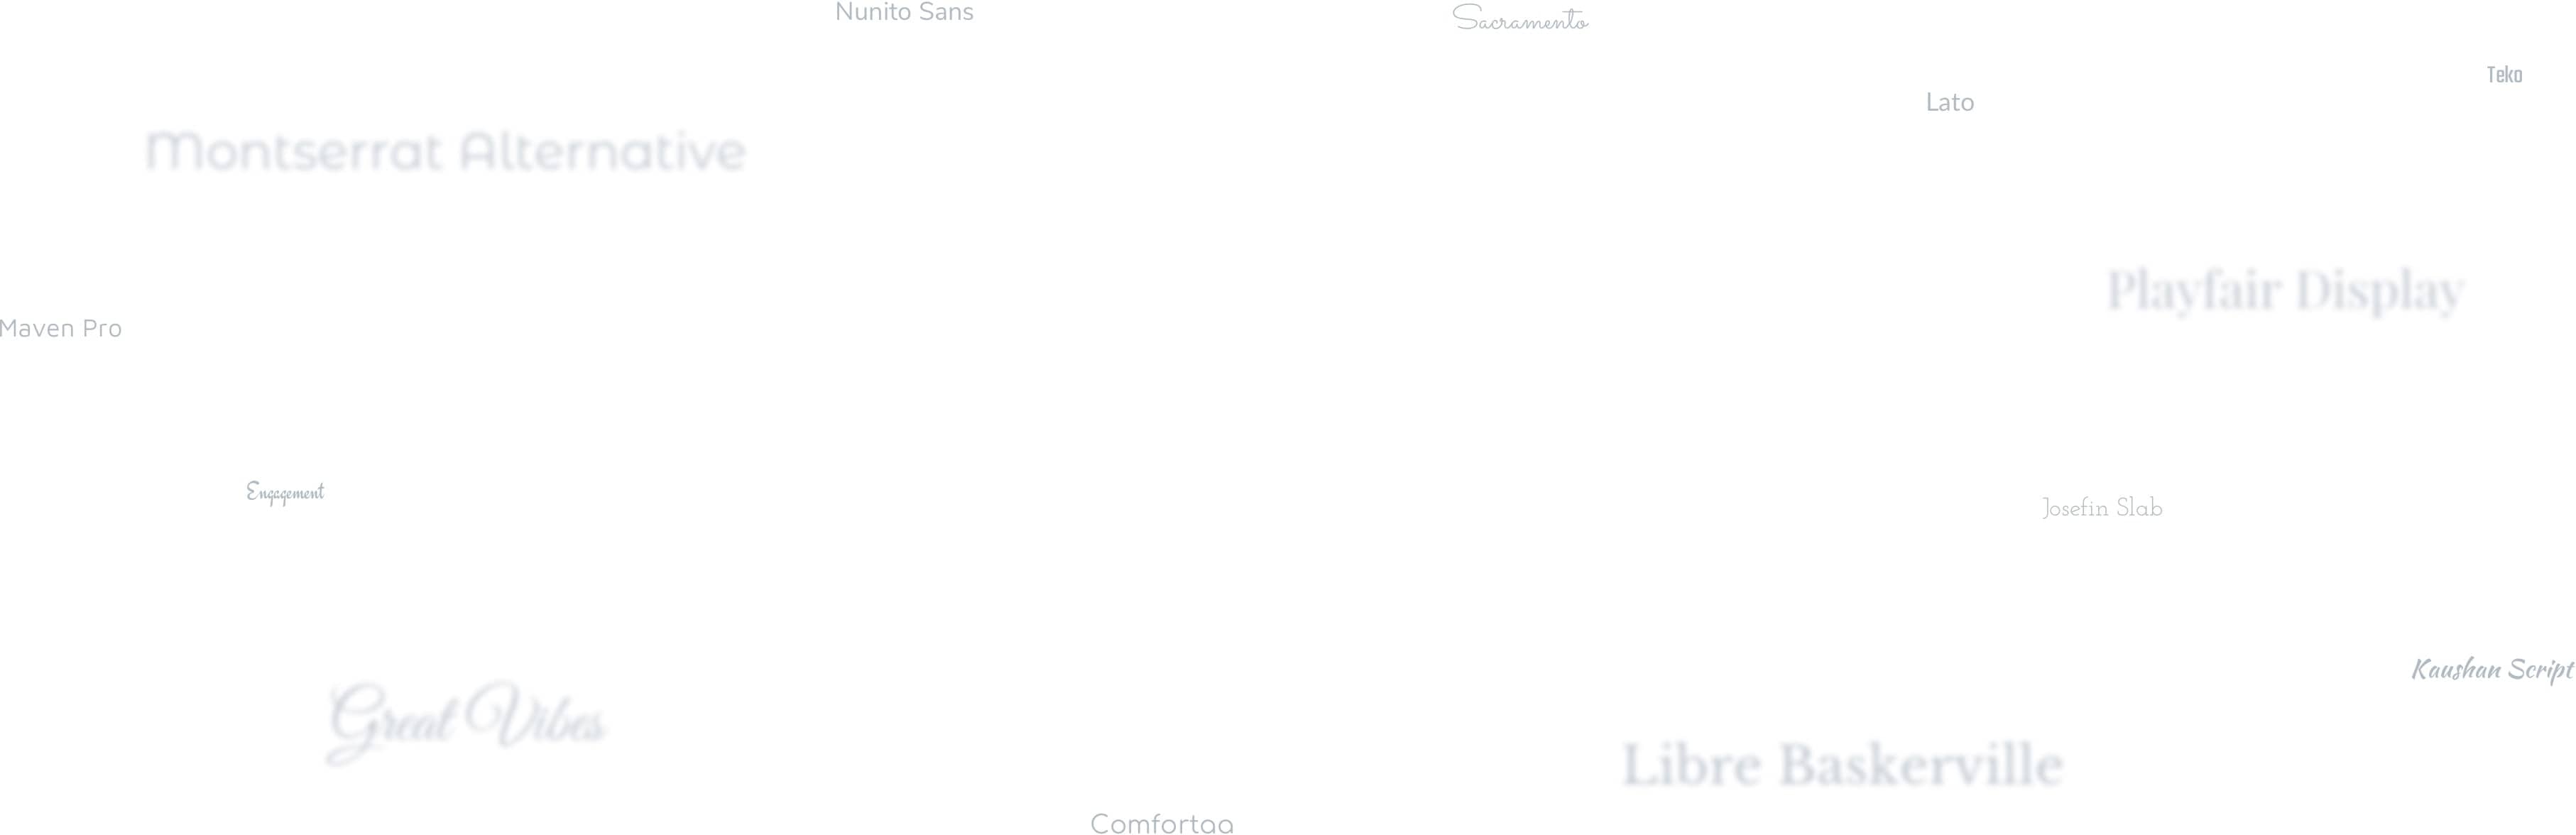 Nunito Sans
Sacramento
Teko
Lato
Montserrat Alternative
Playfair Display
Maven Pro
Engagement
Josefin Slab
Kaushan Script
Great Vibes
Libre Baskerville
Comfortaa